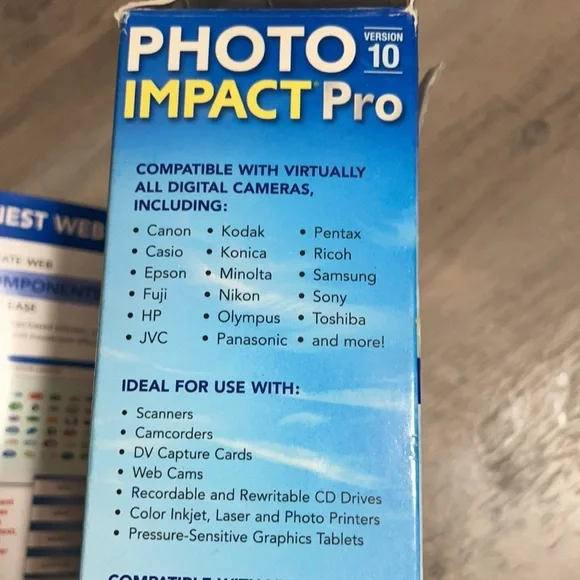 PHOTO VERSION 10
IMPACT Pro
COMPATIBLE WITH VIRTUALLY
ALL DIGITAL CAMERAS,
INCLUDING:
• Canon • Kodak • Pentax
• Casio • Konica • Ricoh
• Epson • Minolta • Samsung
• Fuji • Nikon • Sony
• HP • Olympus • Toshiba
• JVC • Panasonic • and more!
IDEAL FOR USE WITH:
• Scanners
• Camcorders
• DV Capture Cards
• Web Cams
• Recordable and Rewritable CD Drives
• Color Inkjet, Laser and Photo Printers
• Pressure-Sensitive Graphics Tablets
WEB
WEB
EASE